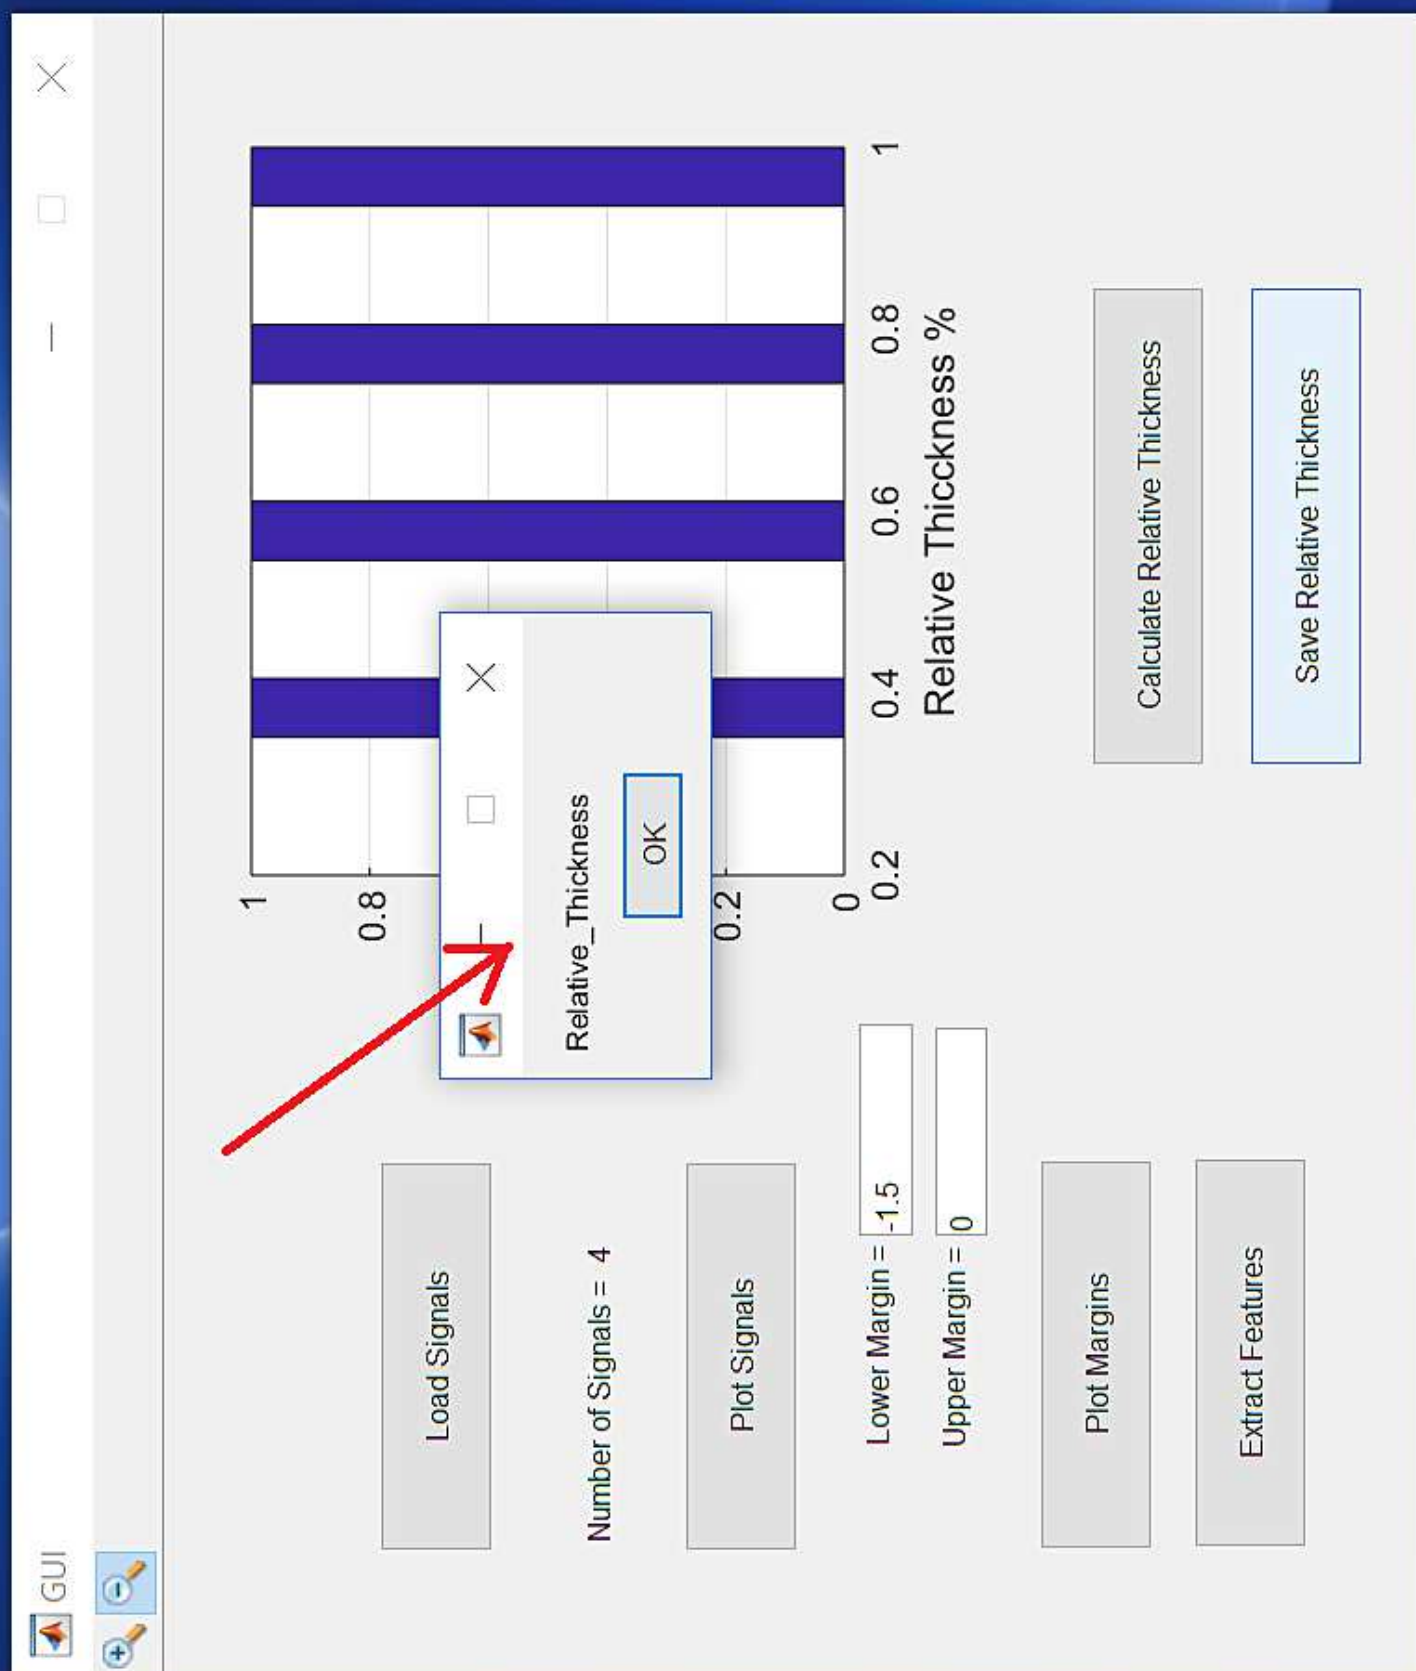 GUI
Load Signals
Number of Signals = 4
Plot Signals
Lower Margin = -1.5
Upper Margin = 0
Plot Margins
Extract Features
1
0.8
0.2
0
0.2
0.4
0.6
0.8
1
Relative Thicckness %
Relative_Thickness
OK
Calculate Relative Thickness
Save Relative Thickness